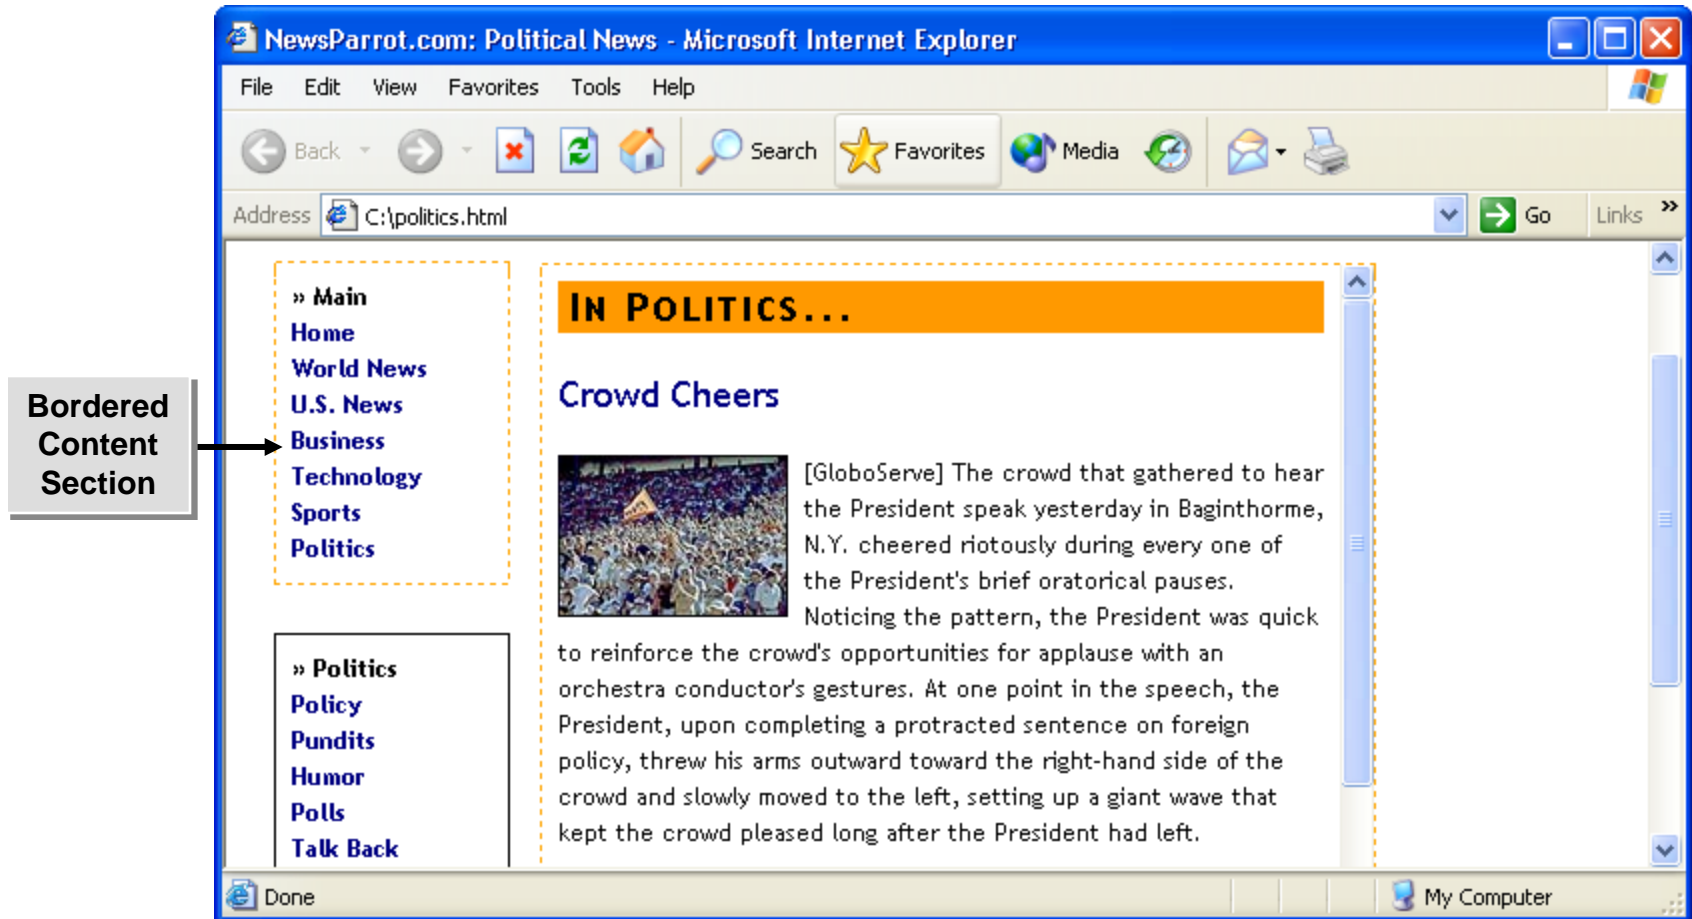 NewsParrot.com: Political News - Microsoft Internet Explorer
File Edit View Favorites Tools Help
Back Search Favorites Media
Address C:\politics.html Go Links »
» Main
Home
World News
U.S. News
Business
Technology
Sports
Politics
Bordered
Content
Section
» Politics
Policy
Pundits
Humor
Polls
Talk Back
In Politics...
Crowd Cheers
[GloboServe] The crowd that gathered to hear
the President speak yesterday in Baginthorme,
N.Y. cheered riotously during every one of
the President's brief oratorical pauses.
Noticing the pattern, the President was quick
to reinforce the crowd's opportunities for applause with an
orchestra conductor's gestures. At one point in the speech, the
President, upon completing a protracted sentence on foreign
policy, threw his arms outward toward the right-hand side of the
crowd and slowly moved to the left, setting up a giant wave that
kept the crowd pleased long after the President had left.
Done My Computer